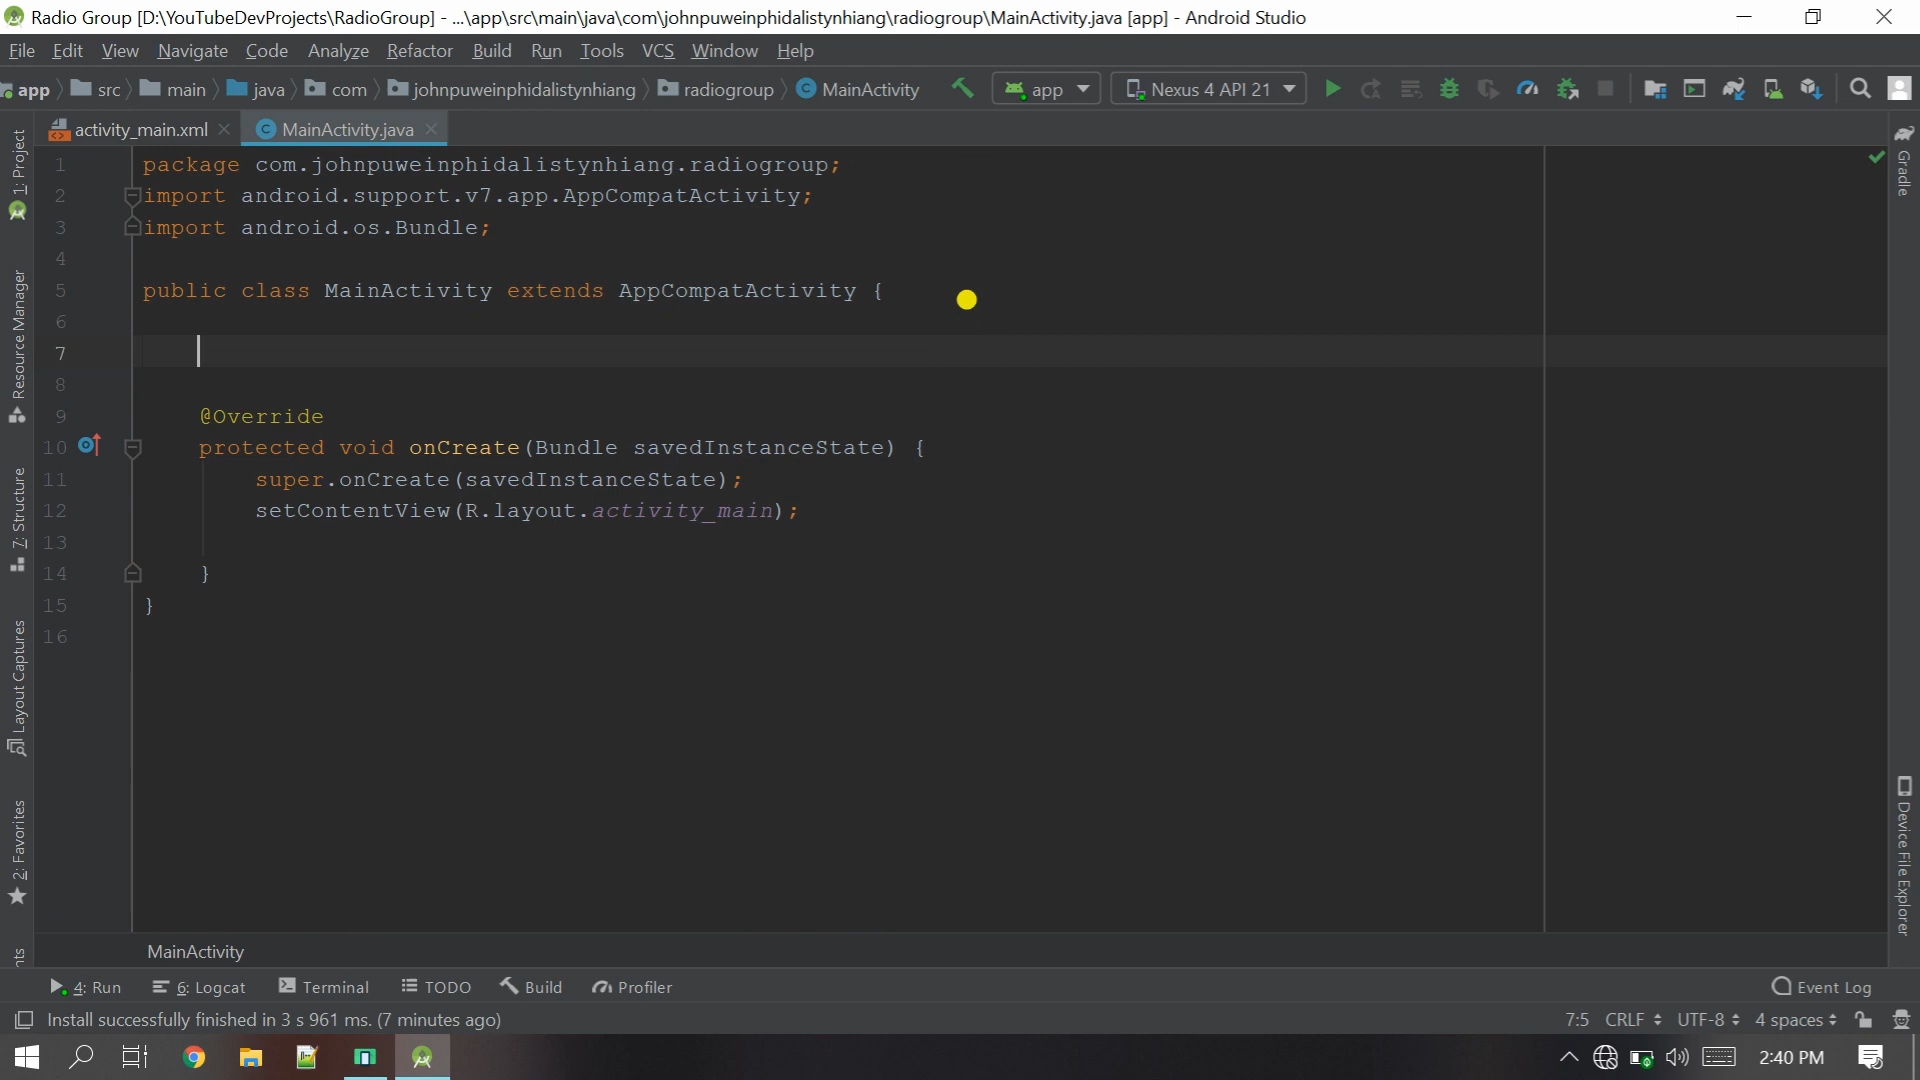 Radio Group [D:\YouTubeDevProjects\RadioGroup] - ...\app\src\main\java\com\johnpuweinphidalistynhiang\radiogroup\MainActivity.java [app] - Android Studio
File Edit View Navigate Code Analyze Refactor Build Run Tools VCS Window Help
app src main java com johnpuweinphidalistynhiang radiogroup MainActivity app Nexus 4 API 21
activity_main.xml MainActivity.java
1 package com.johnpuweinphidalistynhiang.radiogroup;
2 import android.support.v7.app.AppCompatActivity;
3 import android.os.Bundle;
4
5 public class MainActivity extends AppCompatActivity {
6
7
8
9 @Override
10 protected void onCreate(Bundle savedInstanceState) {
11 super.onCreate(savedInstanceState);
12 setContentView(R.layout.activity_main);
13
14 }
15 }
16
1: Project
Resource Manager
7: Structure
Layout Captures
2: Favorites
Gradle
Device File Explorer
MainActivity
4: Run 6: Logcat Terminal TODO Build Profiler Event Log
Install successfully finished in 3 s 961 ms. (7 minutes ago) 7:5 CRLF UTF-8 4 spaces
2:40 PM